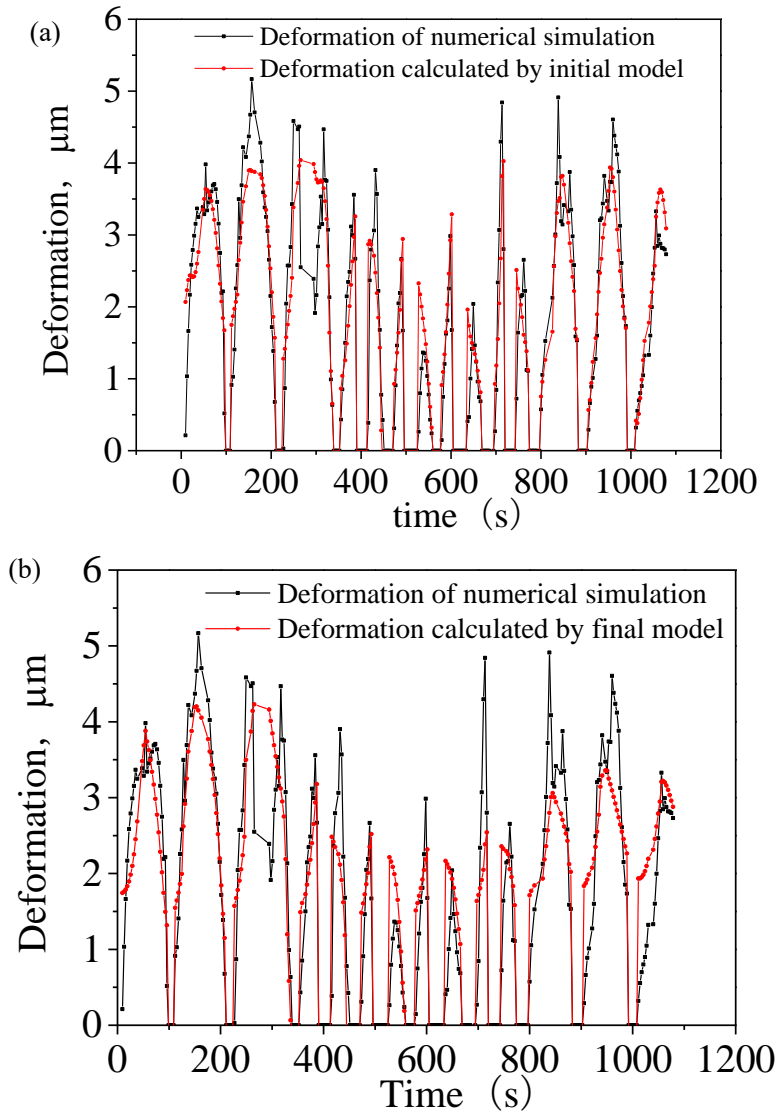 (a)
Deformation of numerical simulation
Deformation calculated by initial model
Deformation, μm
6
5
4
3
2
1
0
0 200 400 600 800 1000 1200
time (s)
(b)
Deformation of numerical simulation
Deformation calculated by final model
Deformation, μm
6
5
4
3
2
1
0
0 200 400 600 800 1000 1200
Time (s)